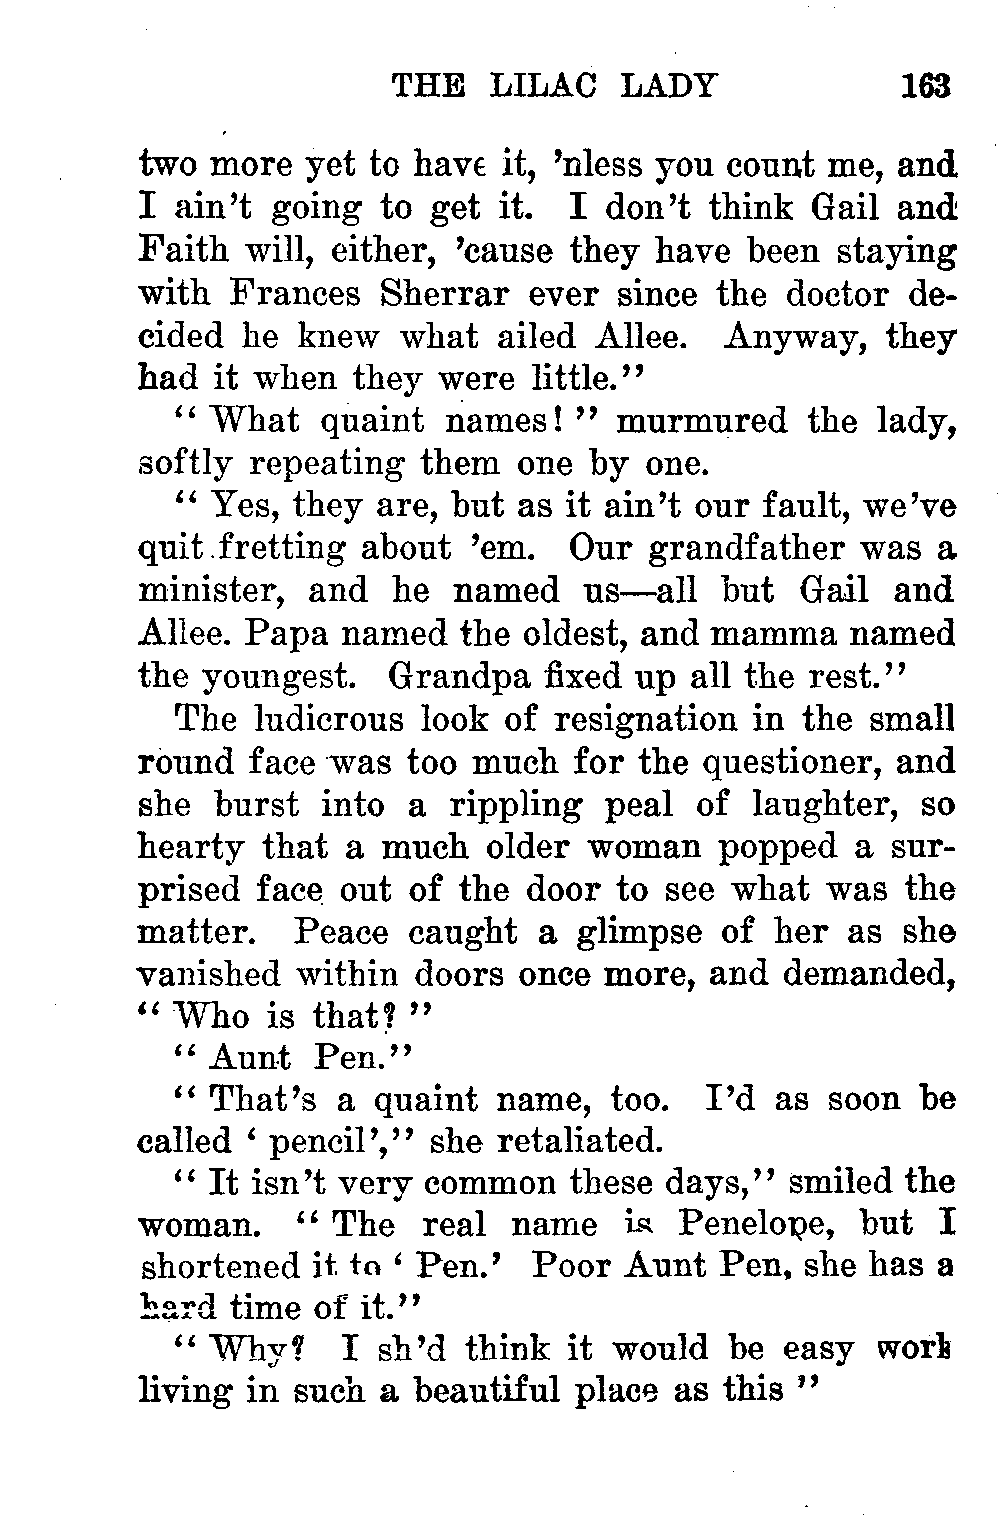 THE LILAC LADY 163
two more yet to have it, 'nless you count me, and
I ain't going to get it. I don't think Gail and
Faith will, either, 'cause they have been staying
with Frances Sherrar ever since the doctor de-
cided he knew what ailed Allee. Anyway, they
had it when they were little."
" What quaint names! " murmured the lady,
softly repeating them one by one.
" Yes, they are, but as it ain't our fault, we've
quit fretting about 'em. Our grandfather was a
minister, and he named us—all but Gail and
Allee. Papa named the oldest, and mamma named
the youngest. Grandpa fixed up all the rest."
The ludicrous look of resignation in the small
round face was too much for the questioner, and
she burst into a rippling peal of laughter, so
hearty that a much older woman popped a sur-
prised face out of the door to see what was the
matter. Peace caught a glimpse of her as she
vanished within doors once more, and demanded,
" Who is that? "
" Aunt Pen."
" That's a quaint name, too. I'd as soon be
called ' pencil'," she retaliated.
" It isn't very common these days," smiled the
woman. " The real name is Penelope, but I
shortened it to ' Pen.' Poor Aunt Pen, she has a
hard time of it."
" Why? I sh'd think it would be easy work
living in such a beautiful place as this "